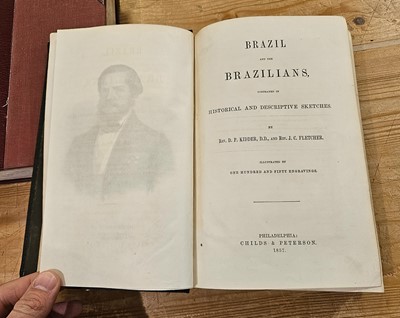 BRAZIL
AND THE
BRAZILIANS,
PORTRAYED IN
HISTORICAL AND DESCRIPTIVE SKETCHES.
BY
REV. D. P. KIDDER, D.D., AND REV. J. C. FLETCHER.
ILLUSTRATED BY
ONE HUNDRED AND FIFTY ENGRAVINGS.
PHILADELPHIA:
CHILDS & PETERSON.
1857.